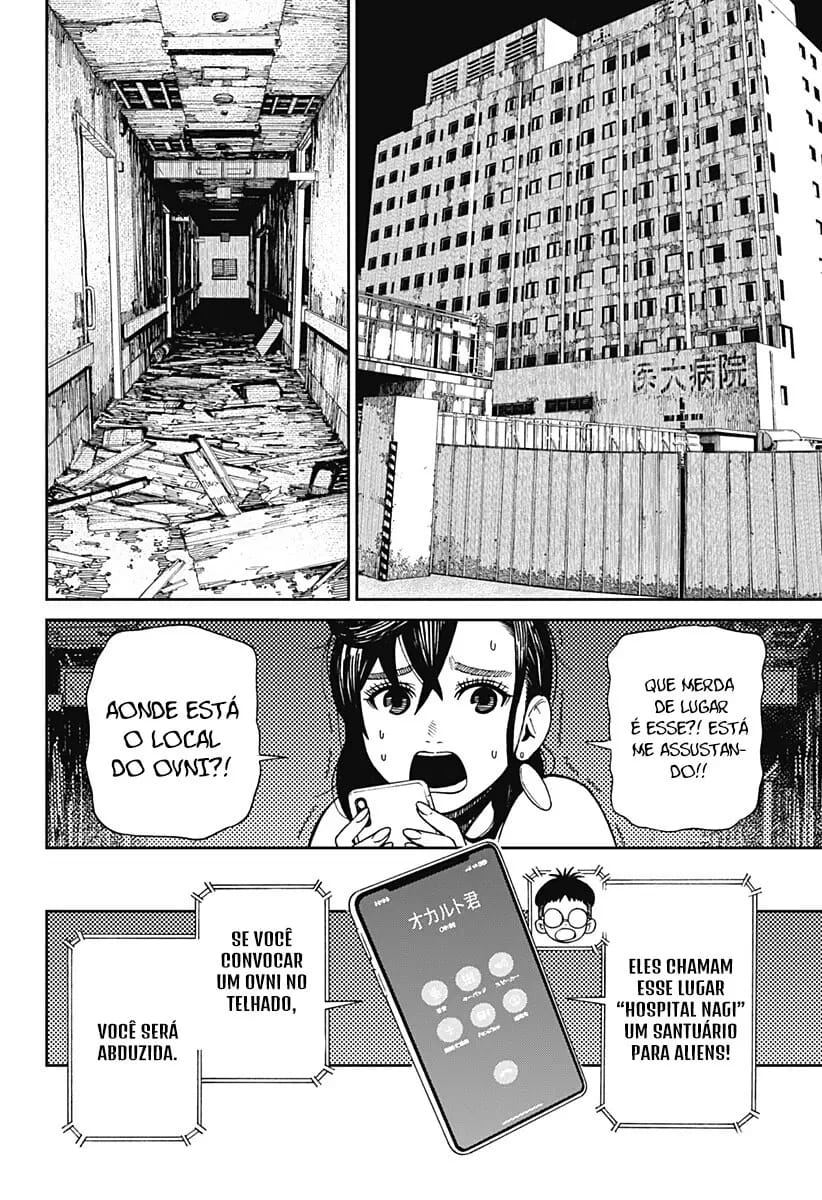 医大病院
QUE MERDA
DE LUGAR
É ESSE?! ESTÁ
ME ASSUSTAN-
DO!!
AONDE ESTÁ
O LOCAL
DO OVNI?!
ELES CHAMAM
ESSE LUGAR
“HOSPITAL NAGI”
UM SANTUÁRIO
PARA ALIENS!
オカルト君
SE VOCÊ
CONVOCAR
UM OVNI NO
TELHADO,
VOCÊ SERÁ
ABDUZIDA.